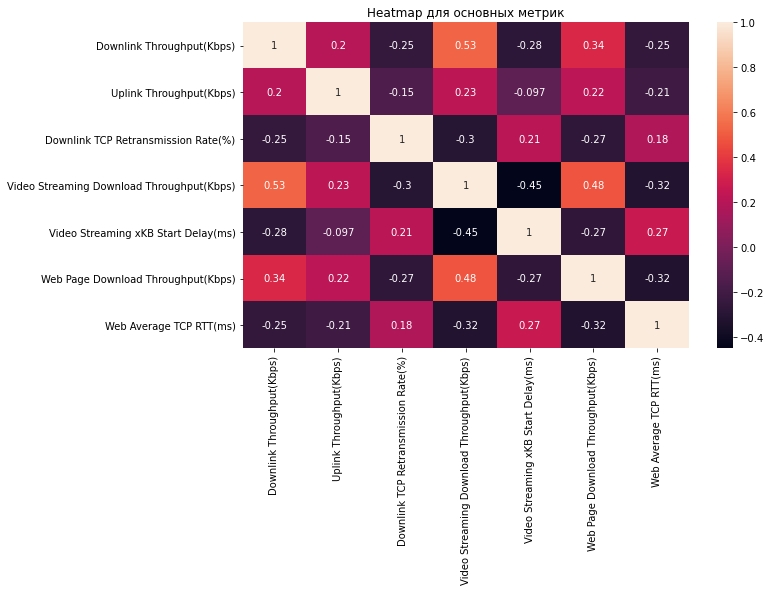 Heatmap для основных метрик
Downlink Throughput(Kbps) 1 0.2 -0.25 0.53 -0.28 0.34 -0.25
Uplink Throughput(Kbps) 0.2 1 -0.15 0.23 -0.097 0.22 -0.21
Downlink TCP Retransmission Rate(%) -0.25 -0.15 1 -0.3 0.21 -0.27 0.18
Video Streaming Download Throughput(Kbps) 0.53 0.23 -0.3 1 -0.45 0.48 -0.32
Video Streaming xKB Start Delay(ms) -0.28 -0.097 0.21 -0.45 1 -0.27 0.27
Web Page Download Throughput(Kbps) 0.34 0.22 -0.27 0.48 -0.27 1 -0.32
Web Average TCP RTT(ms) -0.25 -0.21 0.18 -0.32 0.27 -0.32 1
Downlink Throughput(Kbps)
Uplink Throughput(Kbps)
Downlink TCP Retransmission Rate(%)
Video Streaming Download Throughput(Kbps)
Video Streaming xKB Start Delay(ms)
Web Page Download Throughput(Kbps)
Web Average TCP RTT(ms)
1.0
0.8
0.6
0.4
0.2
0.0
−0.2
−0.4